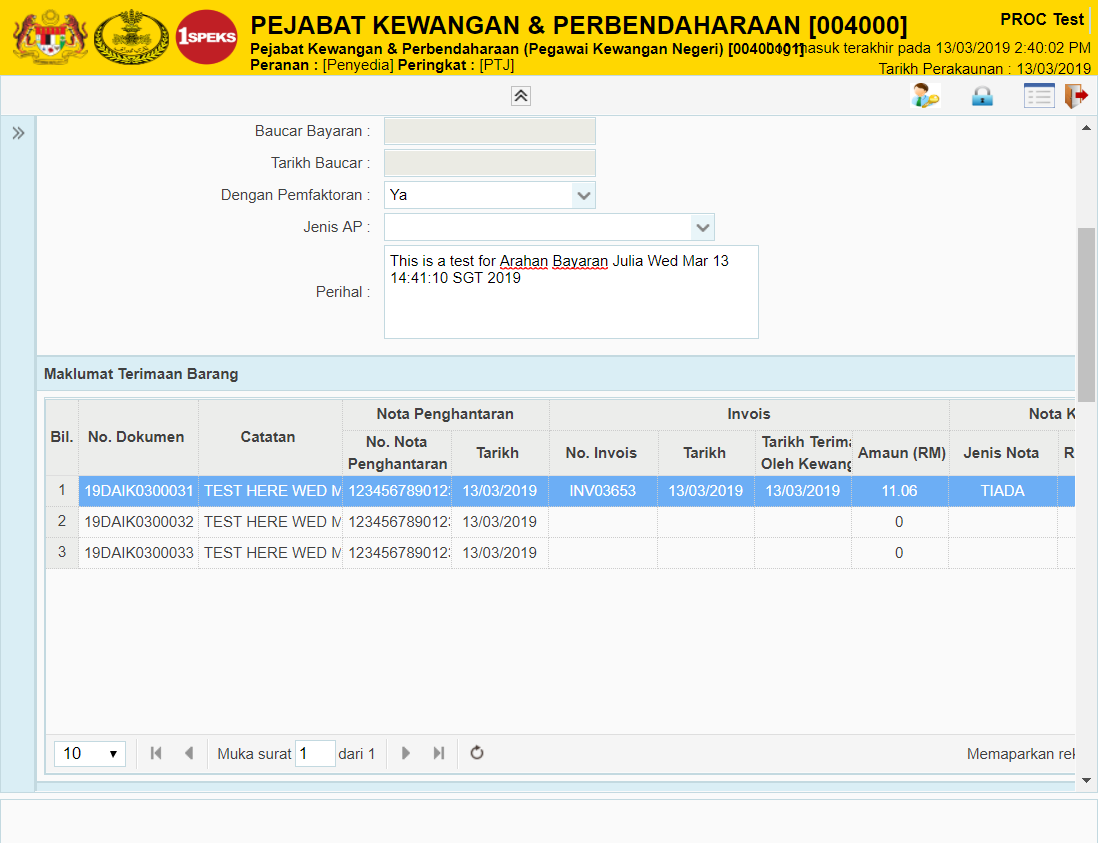 PEJABAT KEWANGAN & PERBENDAHARAAN [004000]
PROC Test
1SPEKS
Pejabat Kewangan & Perbendaharaan (Pegawai Kewangan Negeri) [00400101]
masuk terakhir pada 13/03/2019 2:40:02 PM
Peranan : [Penyedia] Peringkat : [PTJ]
Tarikh Perakaunan : 13/03/2019
Baucar Bayaran :
Tarikh Baucar :
Dengan Pemfaktoran : Ya
Jenis AP :
Perihal :
This is a test for Arahan Bayaran Julia Wed Mar 13
14:41:10 SGT 2019
Maklumat Terimaan Barang
Nota Penghantaran Invois Nota K
Bil. No. Dokumen Catatan No. Nota Penghantaran Tarikh No. Invois Tarikh Tarikh Terima Oleh Kewang Amaun (RM) Jenis Nota R
1 19DAIK0300031 TEST HERE WED M 123456789012 13/03/2019 INV03653 13/03/2019 13/03/2019 11.06 TIADA
2 19DAIK0300032 TEST HERE WED M 123456789012 13/03/2019 0
3 19DAIK0300033 TEST HERE WED M 123456789012 13/03/2019 0
10 Muka surat 1 dari 1 Memaparkan rek